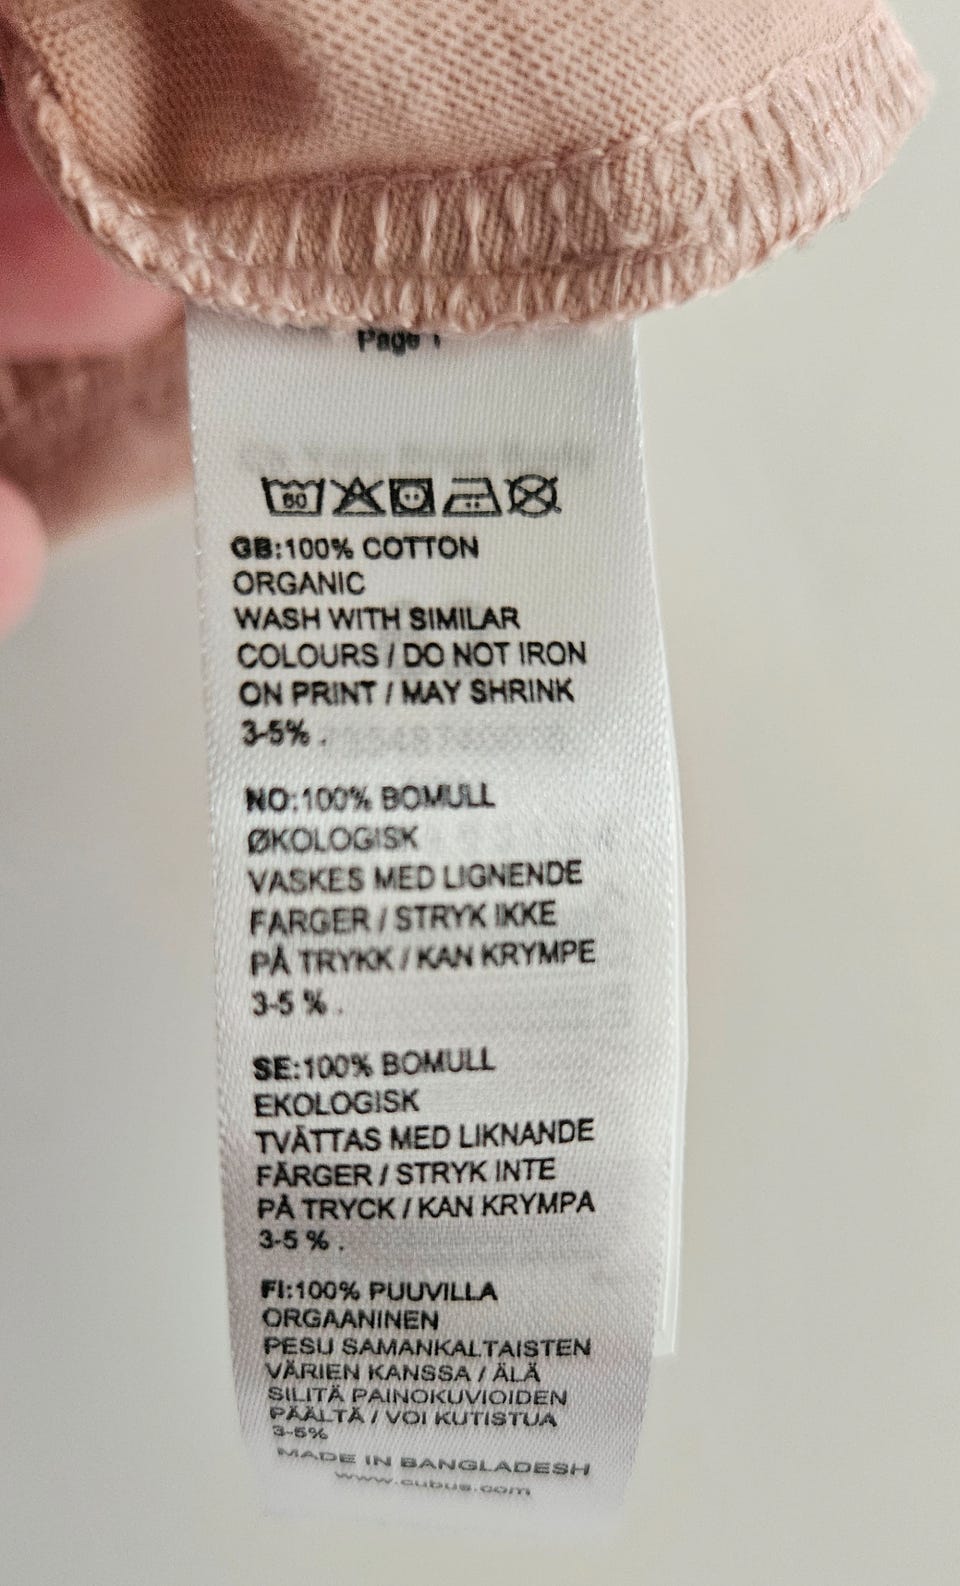 Page 1
60
GB:100% COTTON
ORGANIC
WASH WITH SIMILAR
COLOURS / DO NOT IRON
ON PRINT / MAY SHRINK
3-5% .
NO:100% BOMULL
ØKOLOGISK
VASKES MED LIGNENDE
FARGER / STRYK IKKE
PÅ TRYKK / KAN KRYMPE
3-5 % .
SE:100% BOMULL
EKOLOGISK
TVÄTTAS MED LIKNANDE
FÄRGER / STRYK INTE
PÅ TRYCK / KAN KRYMPA
3-5 % .
FI:100% PUUVILLA
ORGAANINEN
PESU SAMANKALTAISTEN
VÄRIEN KANSSA / ÄLÄ
SILITÄ PAINOKUVIOIDEN
PÄÄLTÄ / VOI KUTISTUA
3-5%
MADE IN BANGLADESH
www.cubus.com